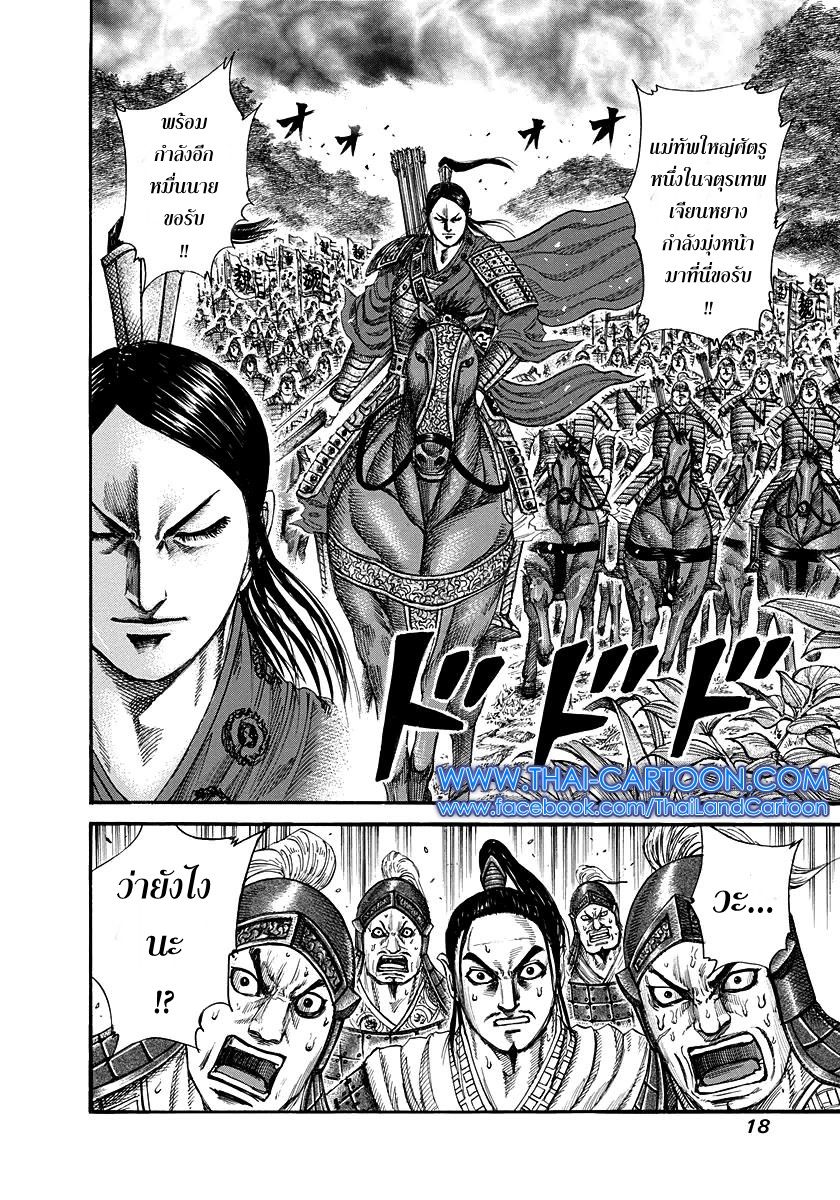 แม่ทัพใหญ่ศัตรู
หนึ่งในจตุรเทพ
เจียนหยาง
กำลังมุ่งหน้า
มาที่นี่ขอรับ
!!
พร้อม
กำลังอีก
หมื่นนาย
ขอรับ
!!
オオ
オオ
ドドド
魏
魏
WWW.THAI-CARTOON.COM
www.facebook.com/ThaiLandCartoon
วะ...
ว่ายังไง
นะ
!?
18